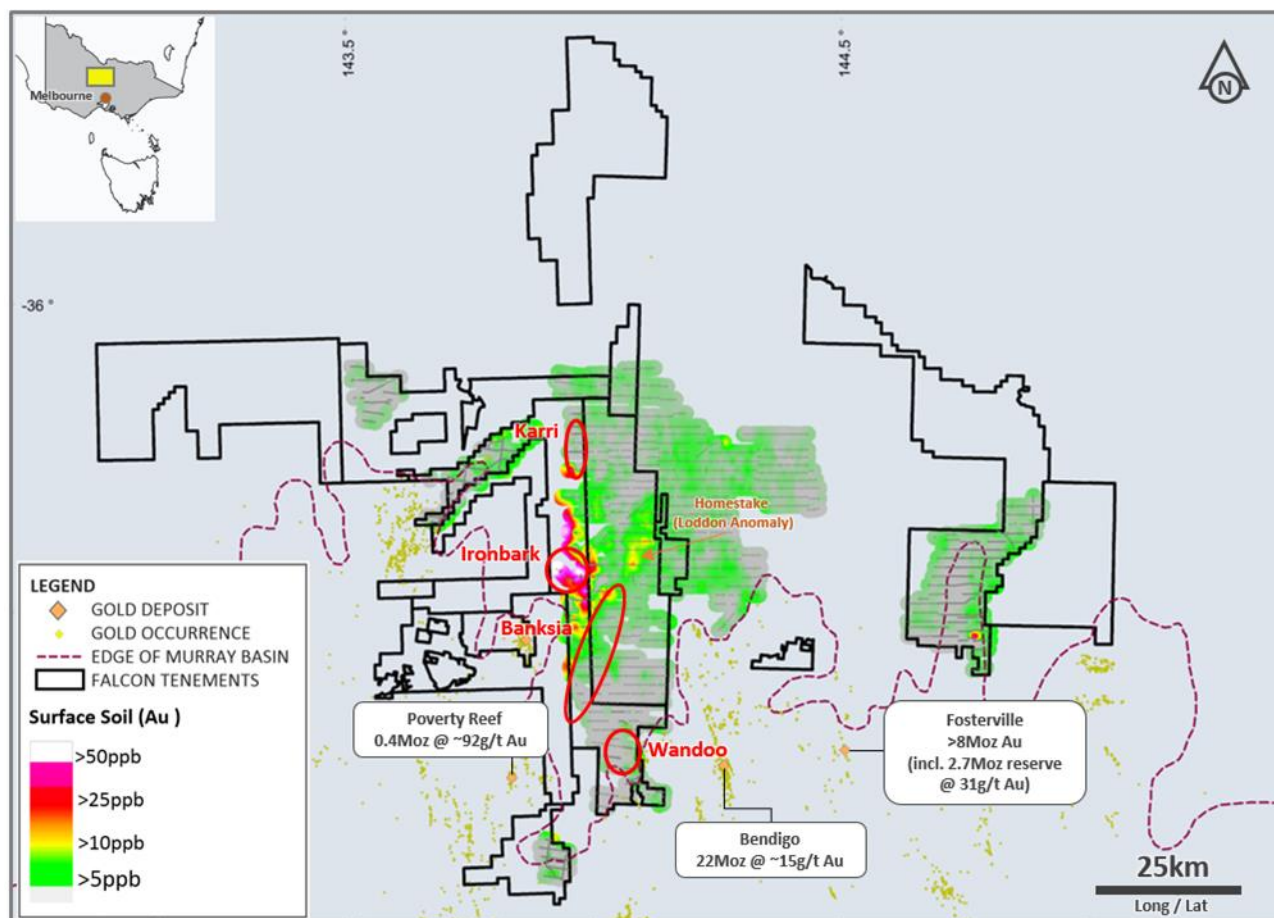 143.5 °
144.5 °
Melbourne
N
-36 °
Karri
Homestake
(Loddon Anomaly)
Ironbark
Banksia
Wandoo
LEGEND
GOLD DEPOSIT
GOLD OCCURRENCE
EDGE OF MURRAY BASIN
FALCON TENEMENTS
Surface Soil (Au )
>50ppb
>25ppb
>10ppb
>5ppb
Poverty Reef
0.4Moz @ ~92g/t Au
Fosterville
>8Moz Au
(incl. 2.7Moz reserve
@ 31g/t Au)
Bendigo
22Moz @ ~15g/t Au
25km
Long / Lat